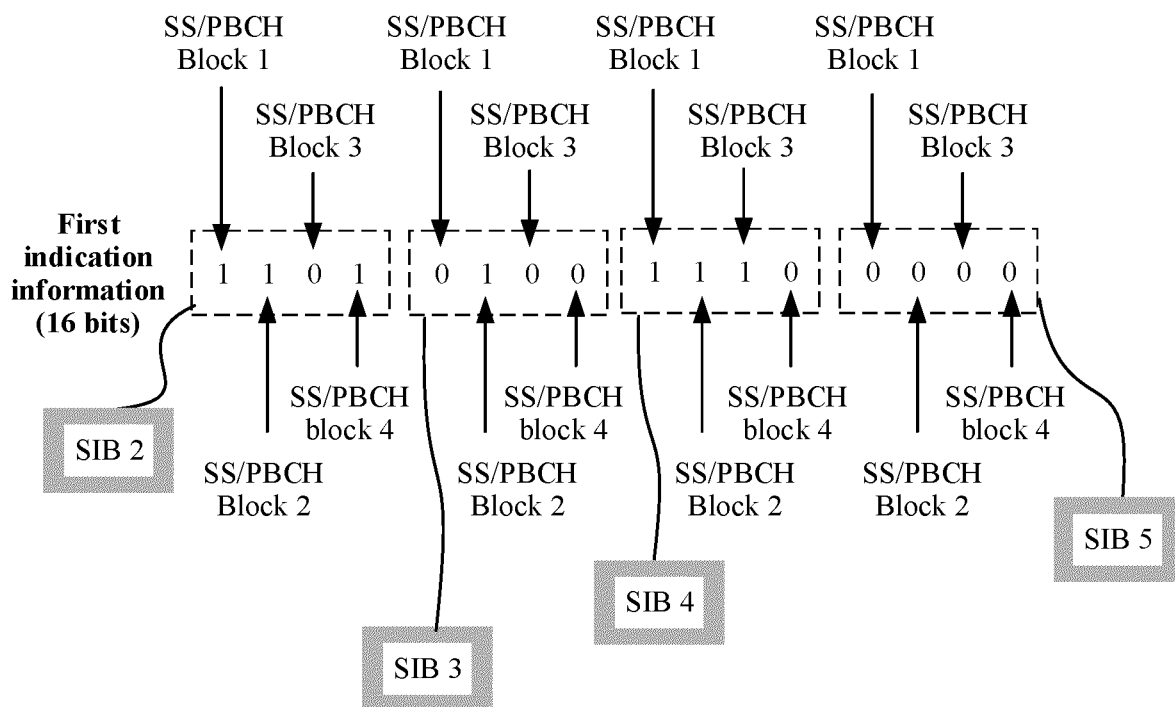 SS/PBCH
Block 1
SS/PBCH
Block 1
SS/PBCH
Block 1
SS/PBCH
Block 1
SS/PBCH
Block 3
SS/PBCH
Block 3
SS/PBCH
Block 3
SS/PBCH
Block 3
First
indication
information
(16 bits)
1 1 0 1
0 1 0 0
1 1 1 0
0 0 0 0
SS/PBCH
block 4
SS/PBCH
block 4
SS/PBCH
block 4
SS/PBCH
block 4
SIB 2
SS/PBCH
Block 2
SS/PBCH
Block 2
SS/PBCH
Block 2
SS/PBCH
Block 2
SIB 5
SIB 4
SIB 3